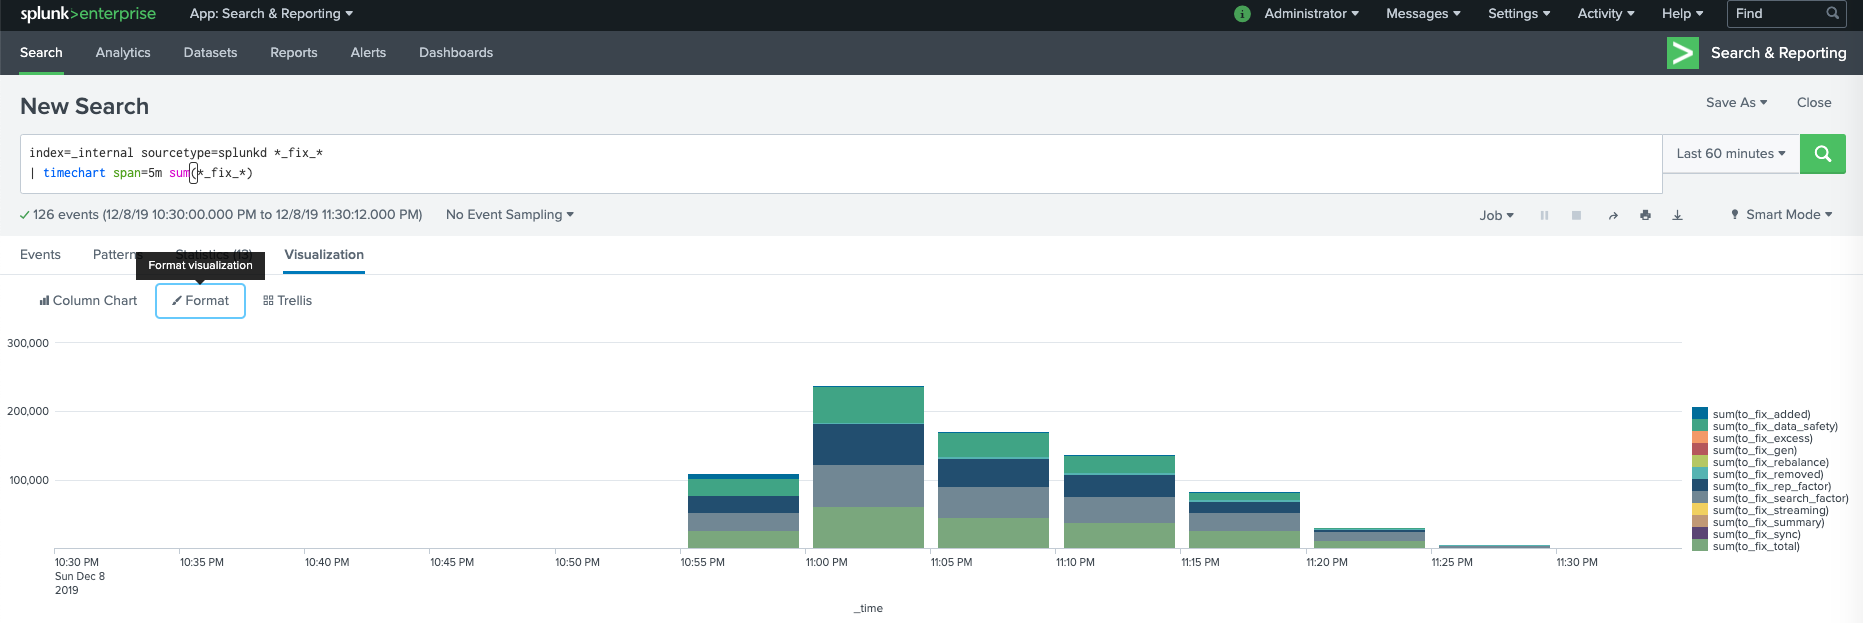 splunk>enterprise App: Search & Reporting
i Administrator Messages Settings Activity Help Find
Search Analytics Datasets Reports Alerts Dashboards
Search & Reporting
New Search
Save As Close
index=_internal sourcetype=splunkd *_fix_*
| timechart span=5m sum(*_fix_*)
Last 60 minutes
126 events (12/8/19 10:30:00.000 PM to 12/8/19 11:30:12.000 PM) No Event Sampling
Job Smart Mode
Events Patterns Statistics (13) Visualization
Format visualization
Column Chart Format Trellis
300,000
200,000
100,000
sum(to_fix_added)
sum(to_fix_data_safety)
sum(to_fix_excess)
sum(to_fix_gen)
sum(to_fix_rebalance)
sum(to_fix_removed)
sum(to_fix_rep_factor)
sum(to_fix_search_factor)
sum(to_fix_streaming)
sum(to_fix_summary)
sum(to_fix_sync)
sum(to_fix_total)
10:30 PM 10:35 PM 10:40 PM 10:45 PM 10:50 PM 10:55 PM 11:00 PM 11:05 PM 11:10 PM 11:15 PM 11:20 PM 11:25 PM 11:30 PM
Sun Dec 8
2019
_time